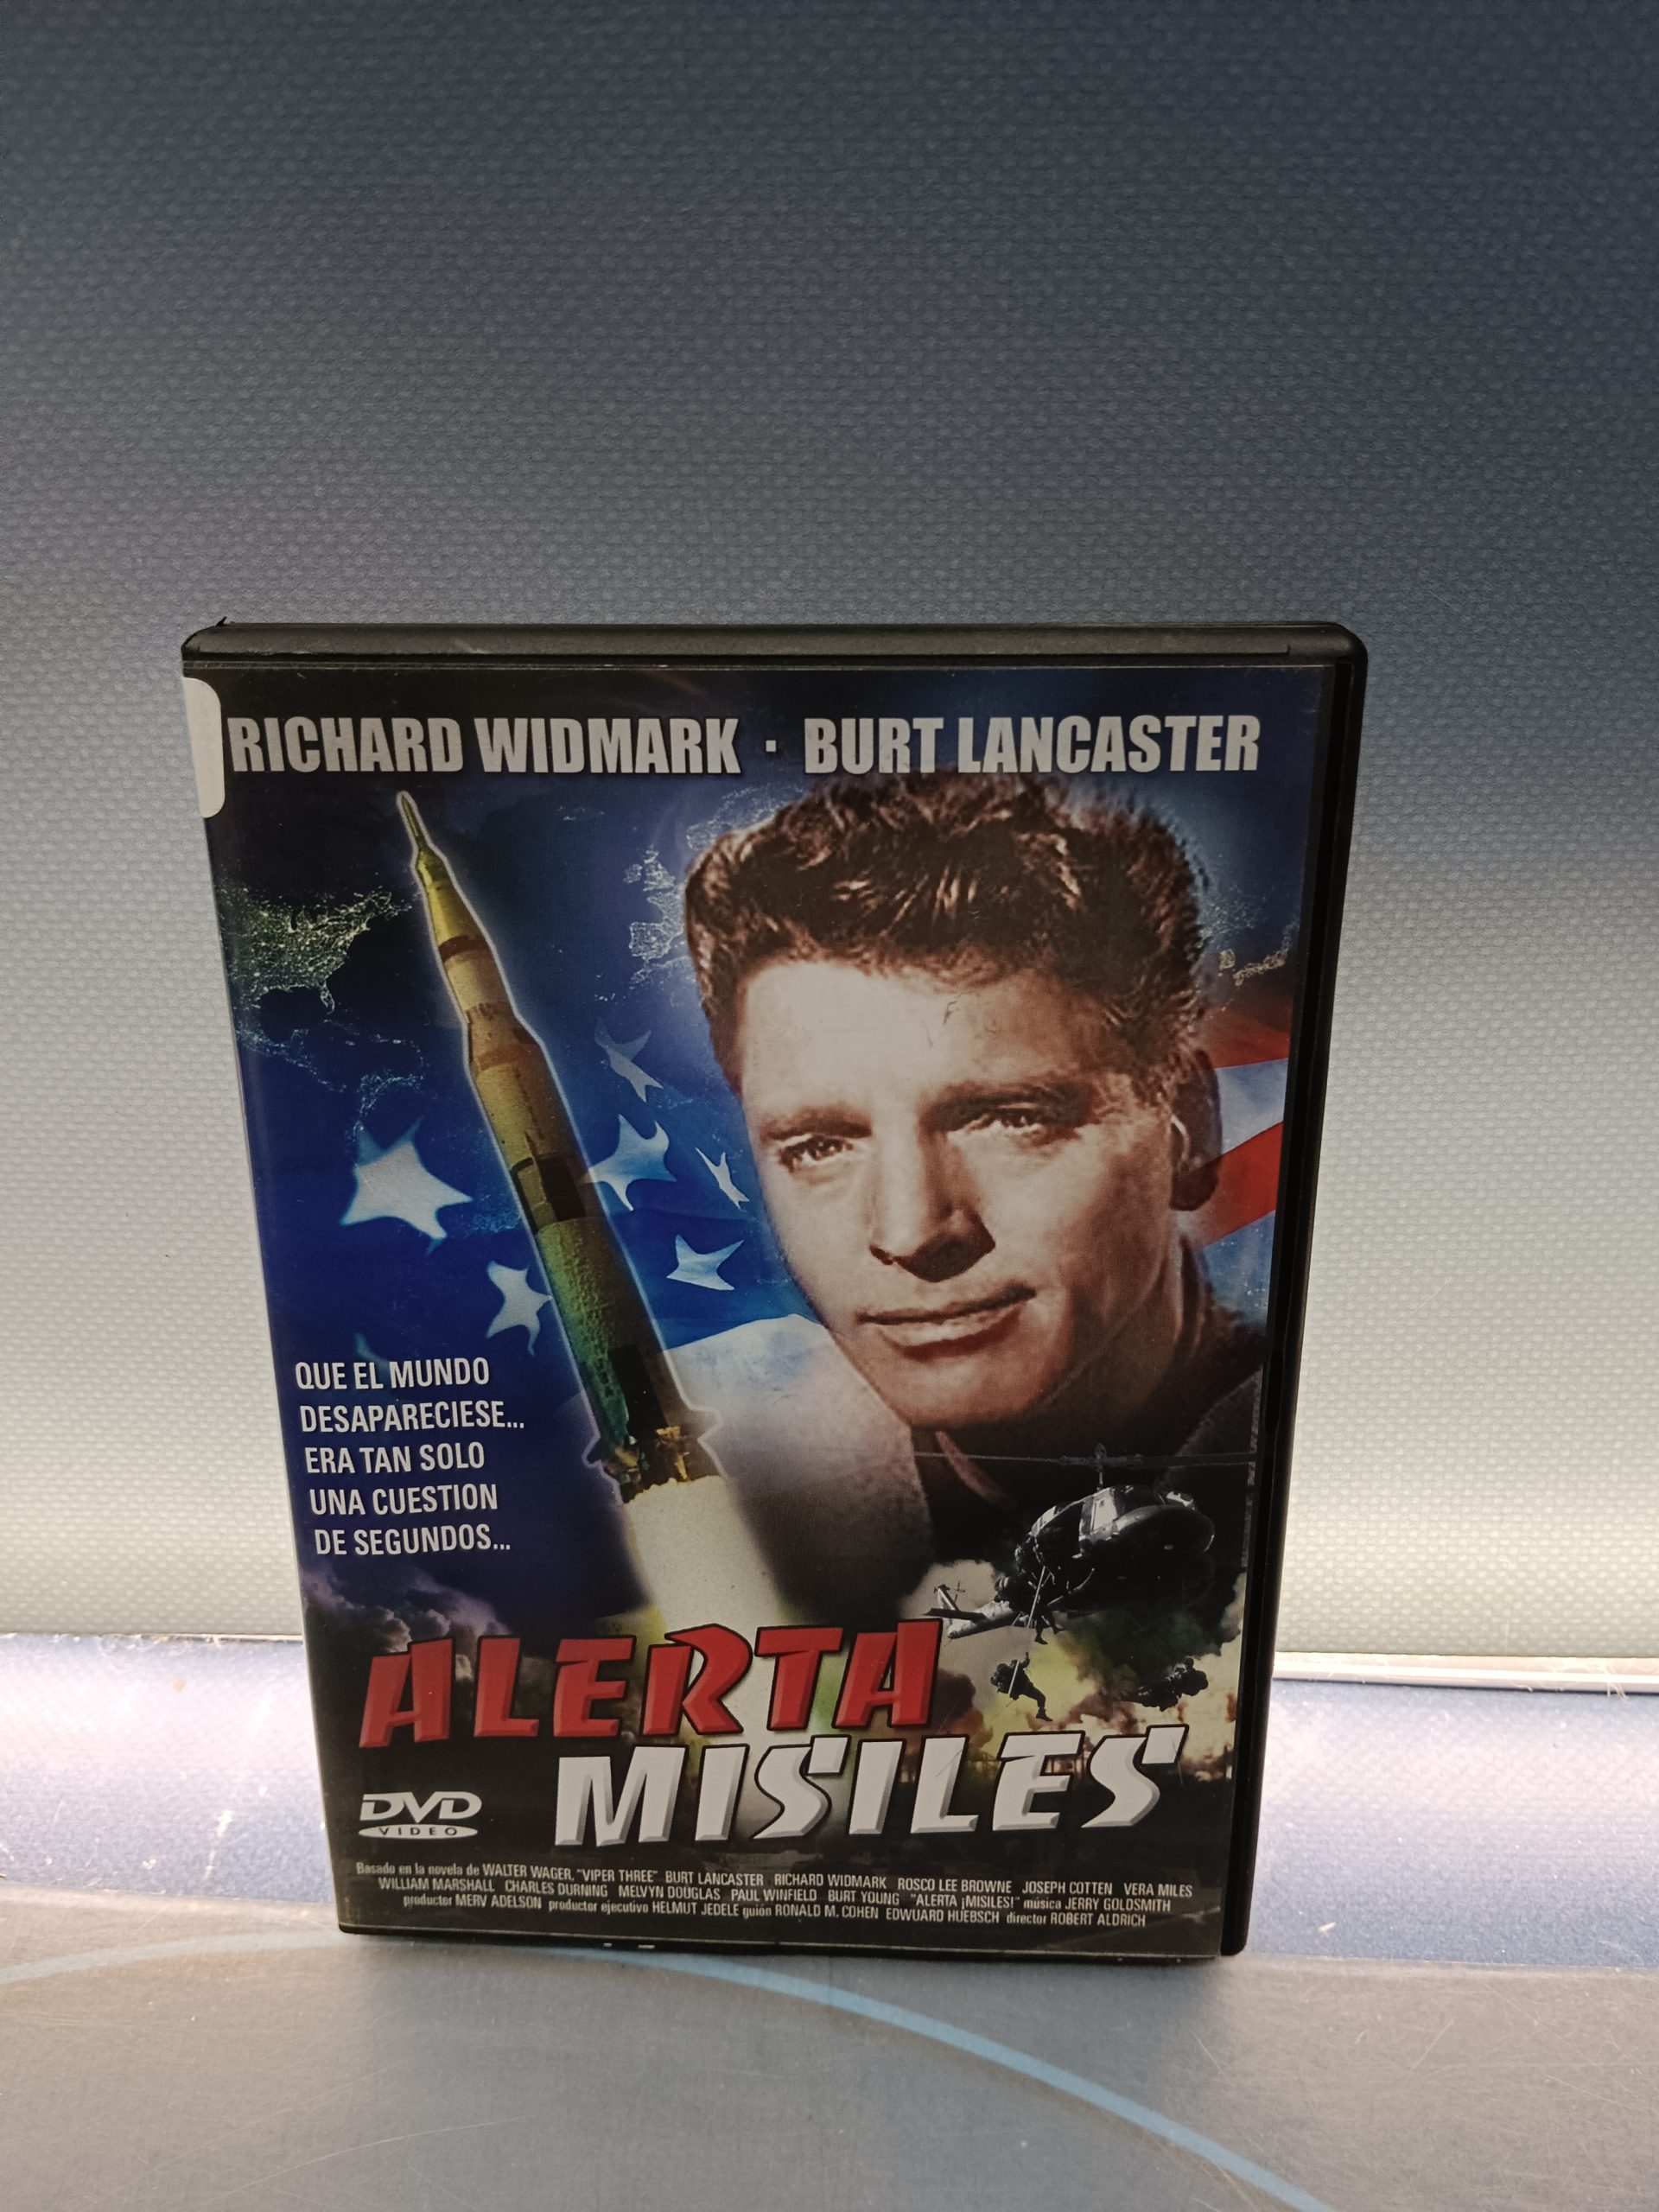 RICHARD WIDMARK · BURT LANCASTER
QUE EL MUNDO
DESAPARECIESE...
ERA TAN SOLO
UNA CUESTION
DE SEGUNDOS...
ALERTA
MISILES
DVD
VIDEO
Basado en la novela de WALTER WAGER, "VIPER THREE" BURT LANCASTER RICHARD WIDMARK ROSCO LEE BROWNE JOSEPH COTTEN VERA MILES
WILLIAM MARSHALL CHARLES DURNING MELVYN DOUGLAS PAUL WINFIELD BURT YOUNG "ALERTA ¡MISILES!" música JERRY GOLDSMITH
productor MERV ADELSON productor ejecutivo HELMUT JEDELE guión RONALD M. COHEN EDWUARD HUEBSCH director ROBERT ALDRICH